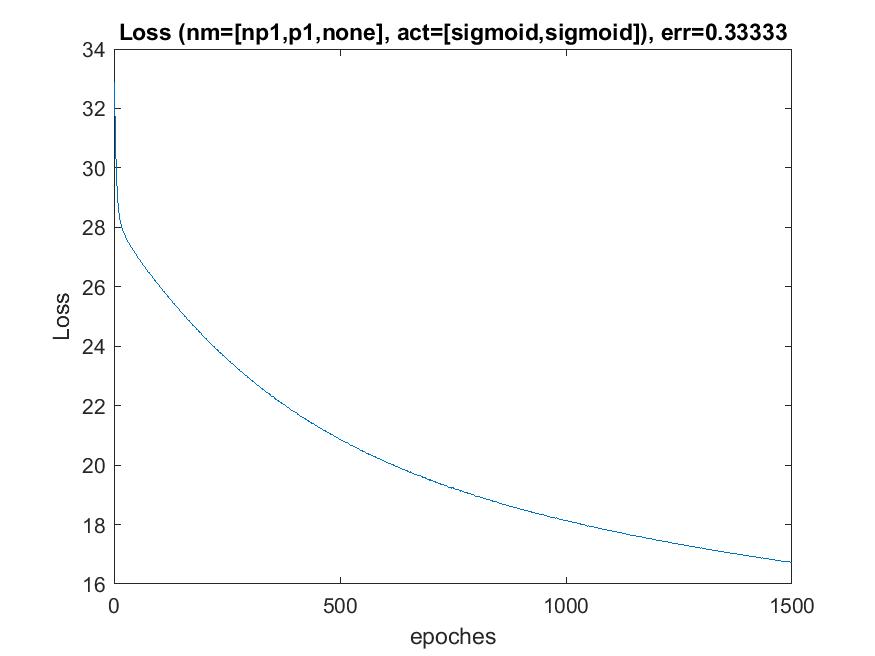 Loss (nm=[np1,p1,none], act=[sigmoid,sigmoid]), err=0.33333
34
32
30
28
26
24
22
20
18
16
Loss
0 500 1000 1500
epoches